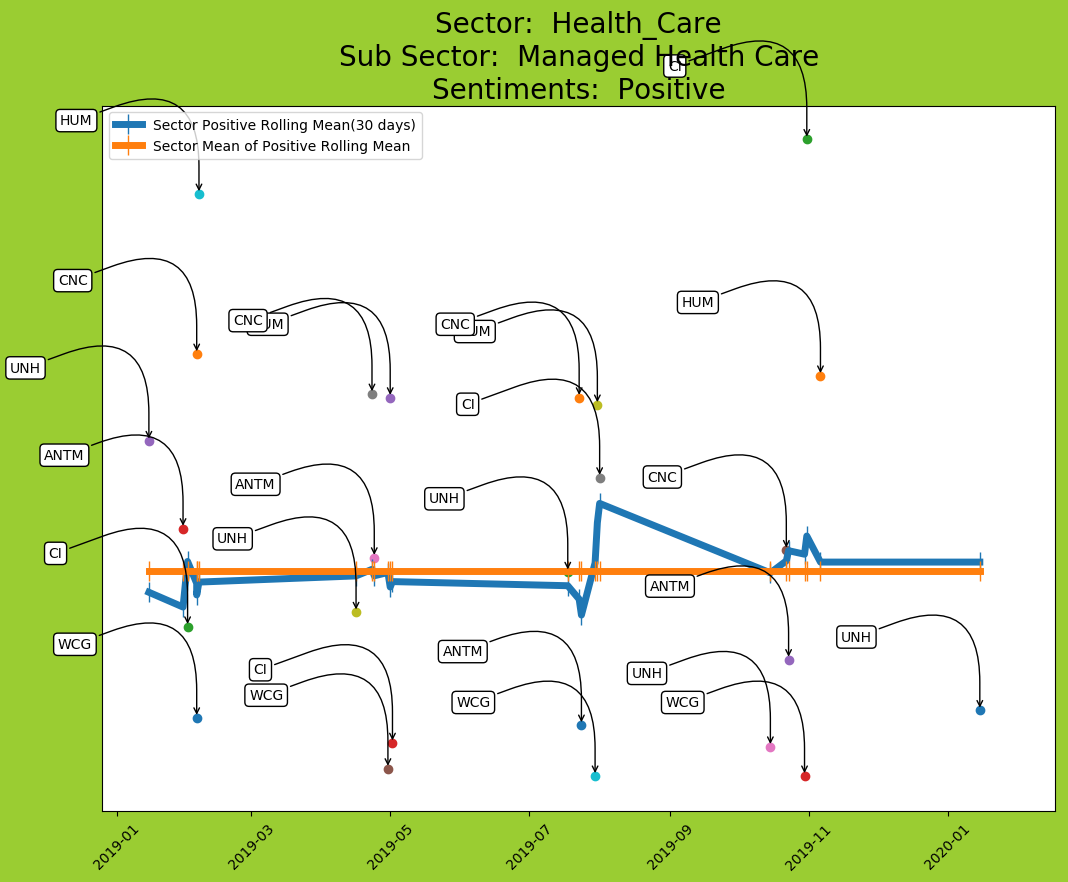 Sector:  Health_Care
Sub Sector:  Managed Health Care
Sentiments:  Positive
CI
HUM
Sector Positive Rolling Mean(30 days)
Sector Mean of Positive Rolling Mean
CNC
HUM
CNC
UM
CNC
UM
UNH
CI
ANTM
CNC
ANTM
UNH
UNH
CI
ANTM
WCG
UNH
ANTM
CI
UNH
WCG
WCG
WCG
2019-01
2019-03
2019-05
2019-07
2019-09
2019-11
2020-01